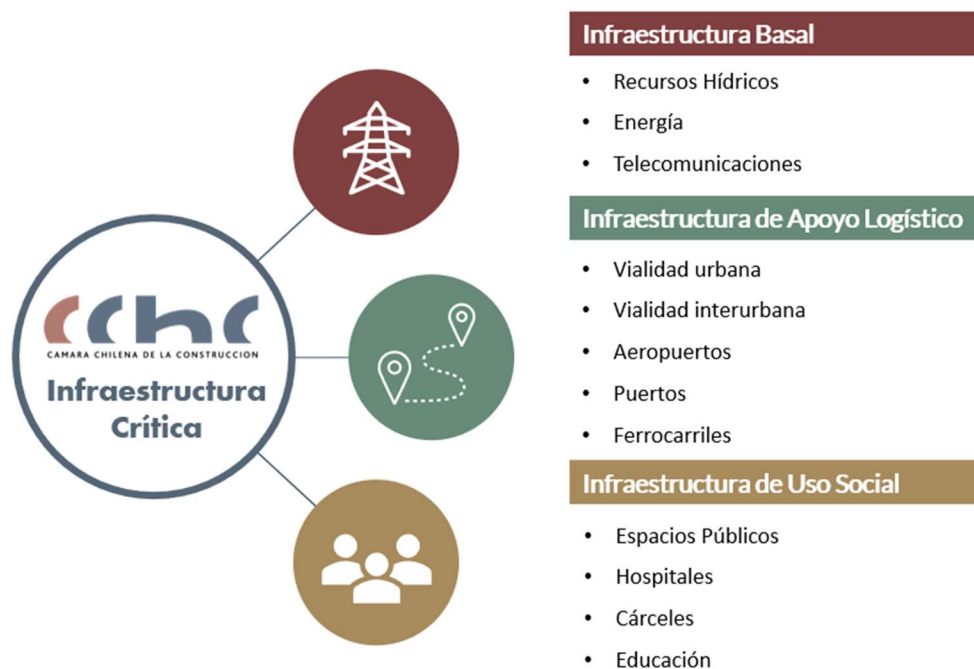 cchc
CAMARA CHILENA DE LA CONSTRUCCION
Infraestructura
Crítica
Infraestructura Basal
• Recursos Hídricos
• Energía
• Telecomunicaciones
Infraestructura de Apoyo Logístico
• Vialidad urbana
• Vialidad interurbana
• Aeropuertos
• Puertos
• Ferrocarriles
Infraestructura de Uso Social
• Espacios Públicos
• Hospitales
• Cárceles
• Educación